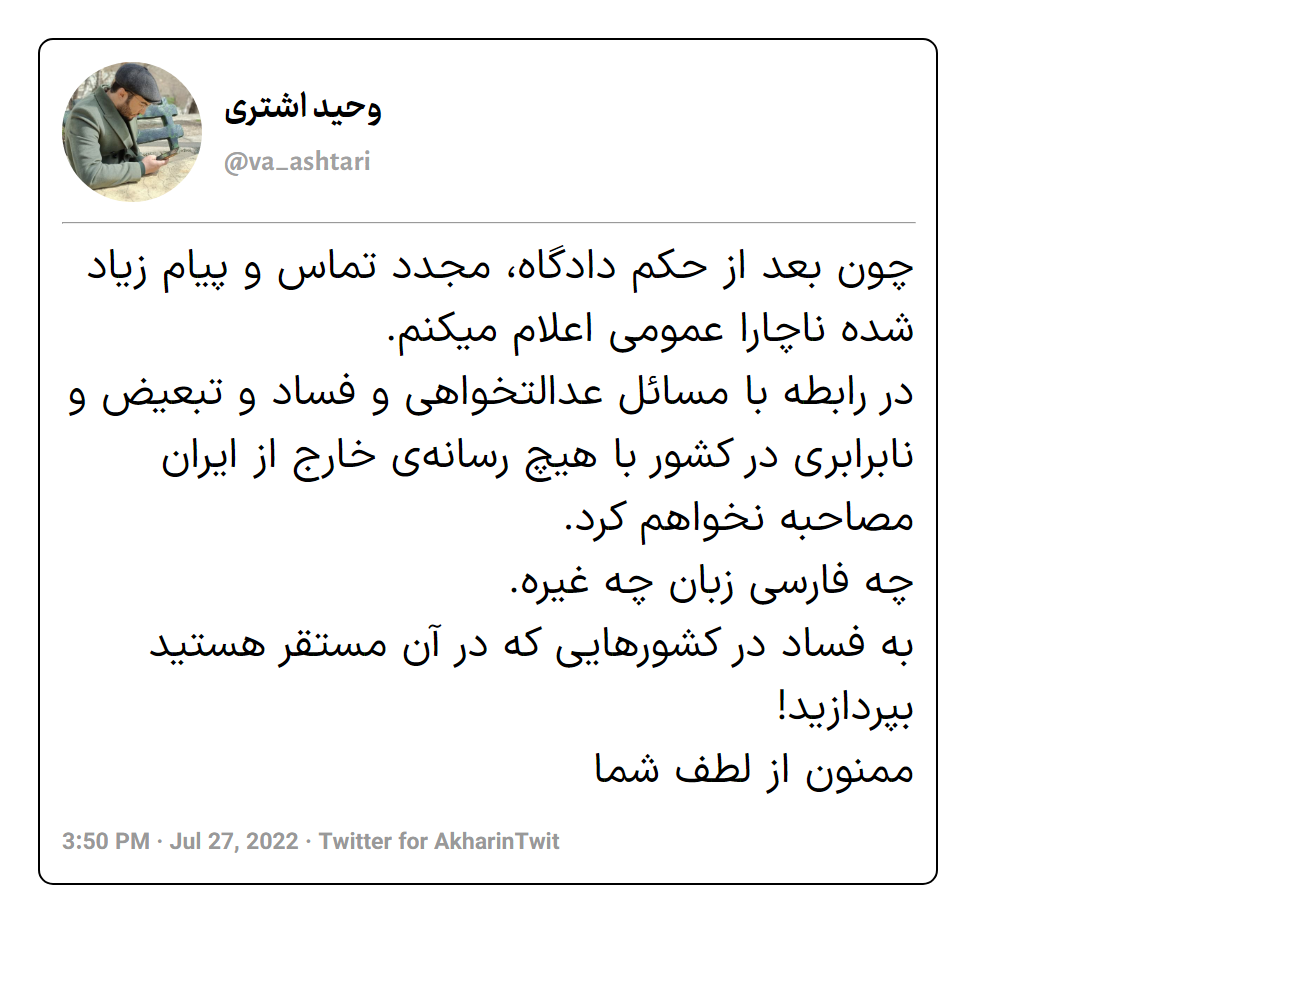 وحید اشتری
@va_ashtari
چون بعد از حکم دادگاه، مجدد تماس و پیام زیاد
شده ناچارا عمومی اعلام میکنم.
در رابطه با مسائل عدالتخواهی و فساد و تبعیض و
نابرابری در کشور با هیچ رسانه‌ی خارج از ایران
مصاحبه نخواهم کرد.
چه فارسی زبان چه غیره.
به فساد در کشورهایی که در آن مستقر هستید
بپردازید!
ممنون از لطف شما
3:50 PM · Jul 27, 2022 · Twitter for AkharinTwit